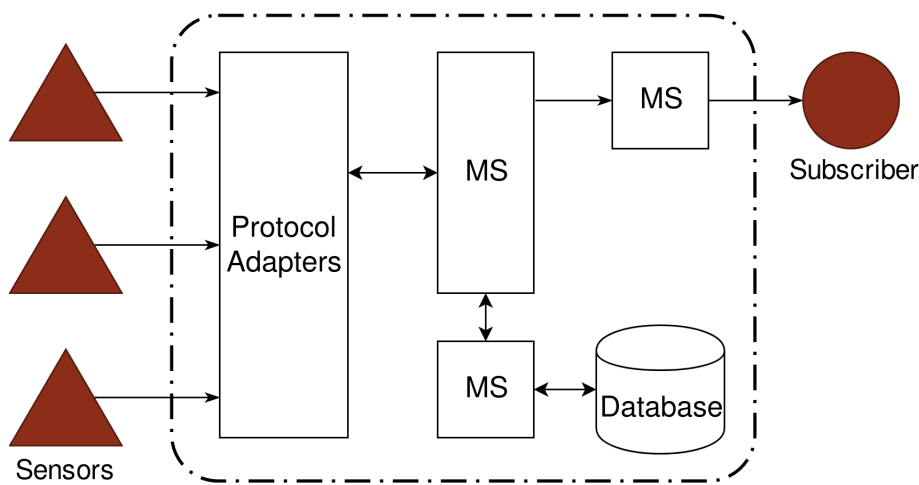 MS
Subscriber
MS
Protocol
Adapters
MS
Database
Sensors